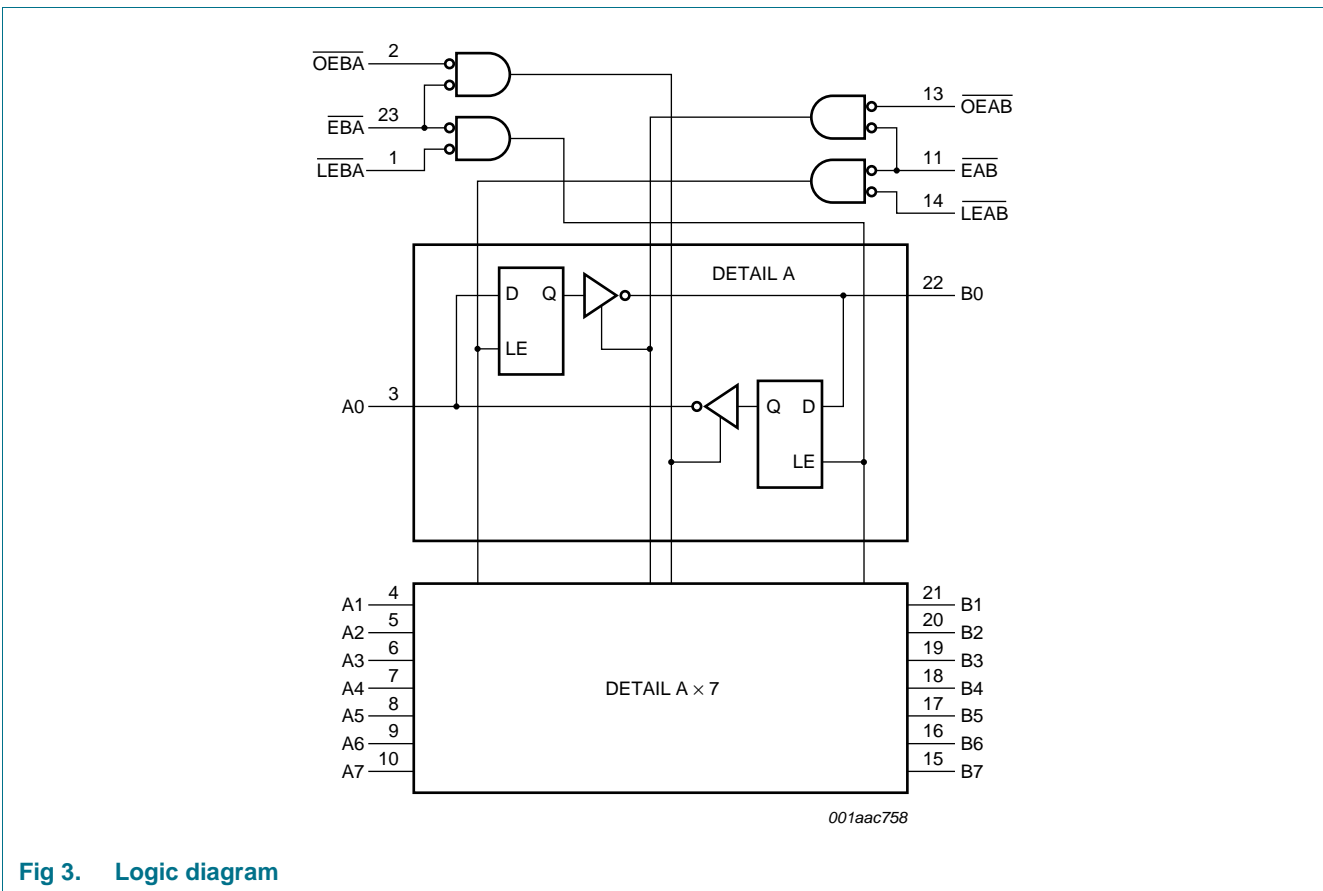 OEBA 2
EBA 23
LEBA 1
13 OEAB
11 EAB
14 LEAB
DETAIL A
D Q
LE
22 B0
A0 3
Q D
LE
A1 4
A2 5
A3 6
A4 7
A5 8
A6 9
A7 10
DETAIL A × 7
21 B1
20 B2
19 B3
18 B4
17 B5
16 B6
15 B7
001aac758
Fig 3. Logic diagram